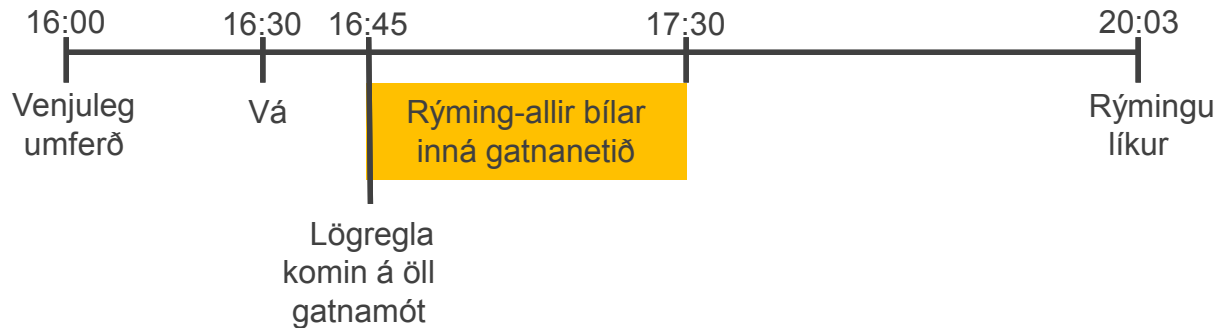 16:00 16:30 16:45 17:30 20:03
Venjuleg
umferð
Vá
Rýming-allir bílar
inná gatnanetið
Rýmingu
líkur
Lögregla
komin á öll
gatnamót